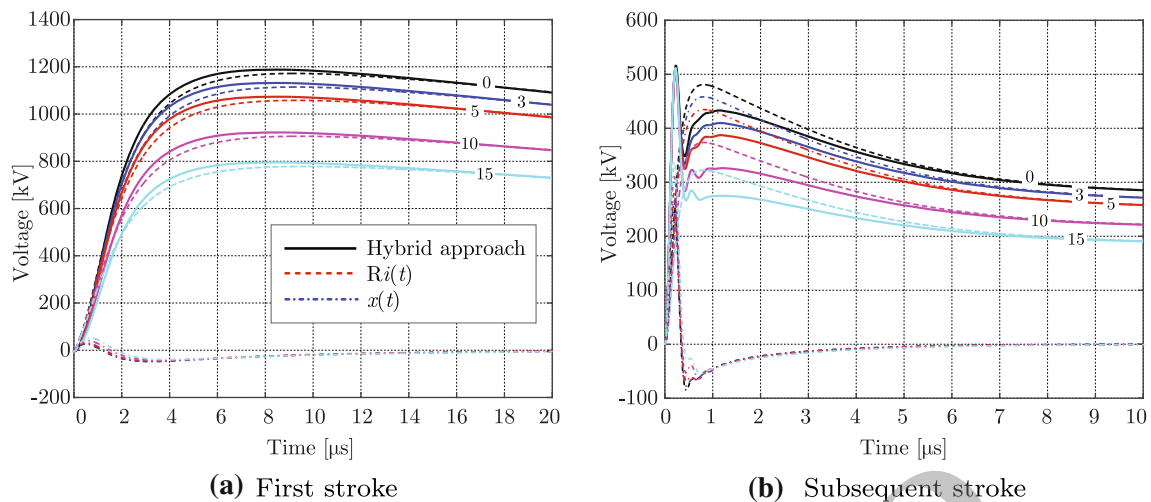 1400
1200
1000
800
600
400
200
0
-200
Voltage [kV]
0 2 4 6 8 10 12 14 16 18 20
Time [μs]
0
3
5
10
15
Hybrid approach
Ri(t)
x(t)
(a) First stroke
600
500
400
300
200
100
0
-100
Voltage [kV]
0 1 2 3 4 5 6 7 8 9 10
Time [μs]
0
3
5
10
15
(b) Subsequent stroke